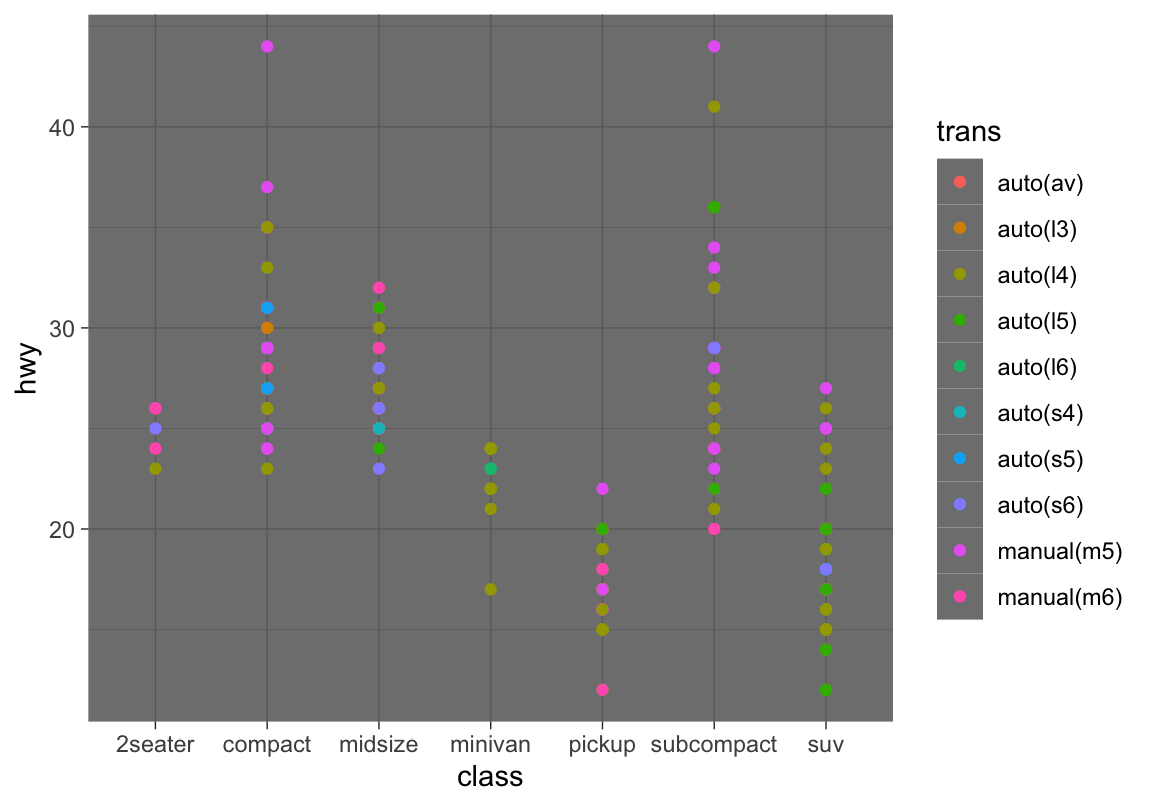 hwy
40
30
20
2seater compact midsize minivan pickup subcompact suv
class
trans
auto(av)
auto(l3)
auto(l4)
auto(l5)
auto(l6)
auto(s4)
auto(s5)
auto(s6)
manual(m5)
manual(m6)